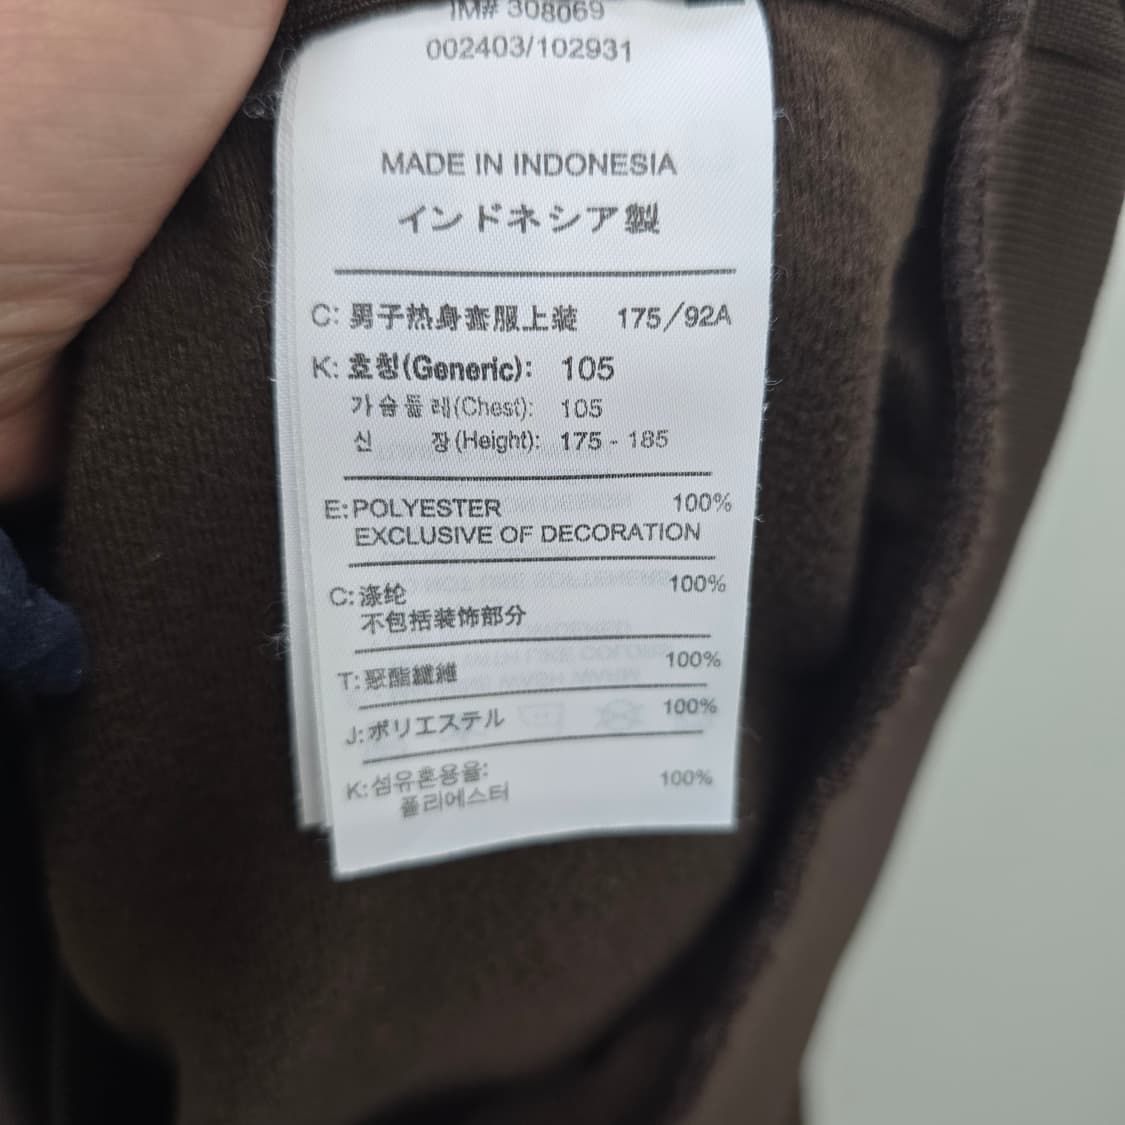 IM# 308069
002403/102931
MADE IN INDONESIA
インドネシア製
C: 男子热身套服上装 175/92A
K: 호칭(Generic): 105
가슴둘레(Chest): 105
신 장(Height): 175 - 185
E: POLYESTER 100%
EXCLUSIVE OF DECORATION
C: 涤纶 100%
不包括装饰部分
T: 聚酯纖維 100%
J: ポリエステル 100%
K: 섬유혼용율: 100%
폴리에스터